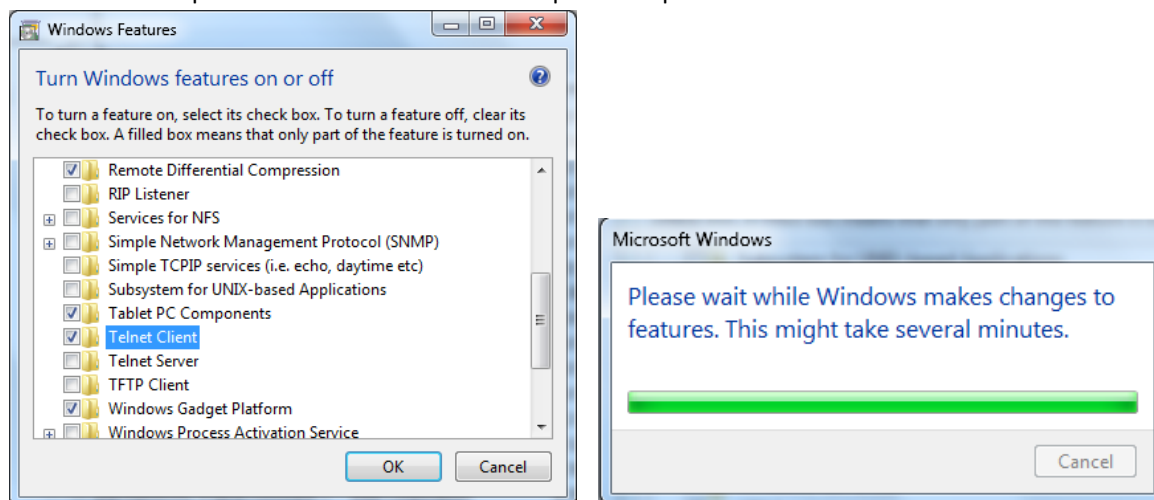 Windows Features
Turn Windows features on or off
To turn a feature on, select its check box. To turn a feature off, clear its
check box. A filled box means that only part of the feature is turned on.
Remote Differential Compression
RIP Listener
Services for NFS
Simple Network Management Protocol (SNMP)
Simple TCPIP services (i.e. echo, daytime etc)
Subsystem for UNIX-based Applications
Tablet PC Components
Telnet Client
Telnet Server
TFTP Client
Windows Gadget Platform
Windows Process Activation Service
OK Cancel
Microsoft Windows
Please wait while Windows makes changes to
features. This might take several minutes.
Cancel